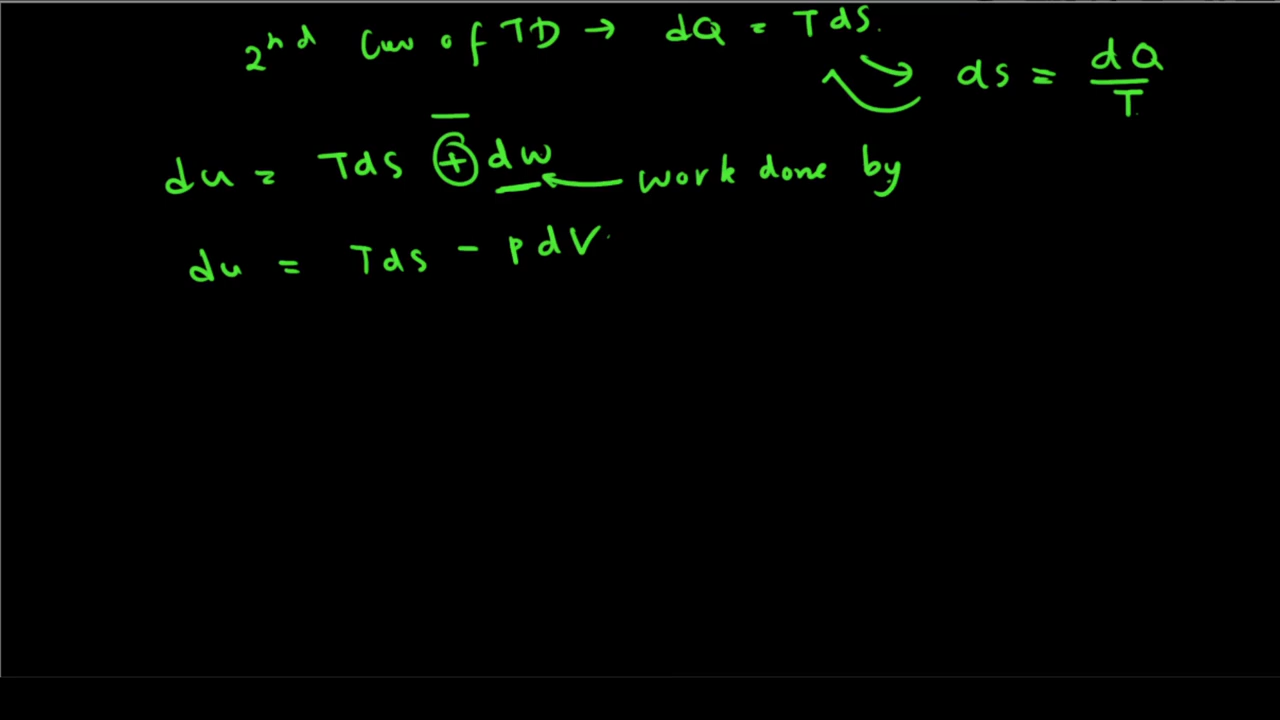 2nd law of TD → dQ = Tds.
ds = dQ/T
du = Tds + dw ← work done by
du = Tds - pdV